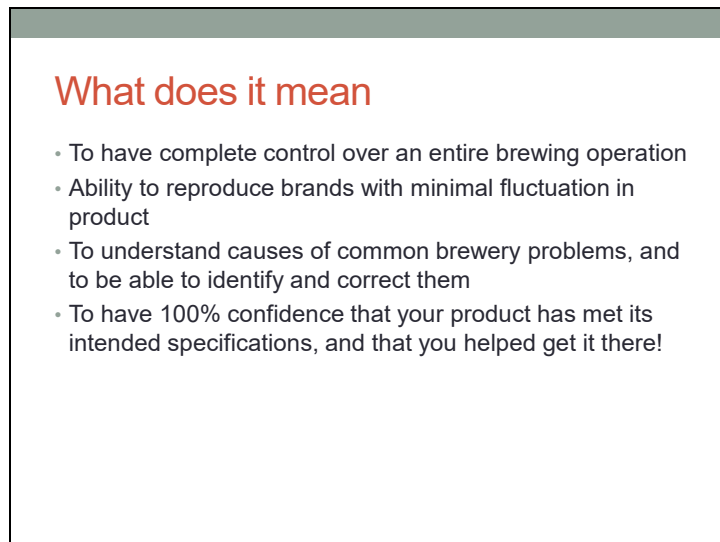 What does it mean
• To have complete control over an entire brewing operation
• Ability to reproduce brands with minimal fluctuation in
product
• To understand causes of common brewery problems, and
to be able to identify and correct them
• To have 100% confidence that your product has met its
intended specifications, and that you helped get it there!